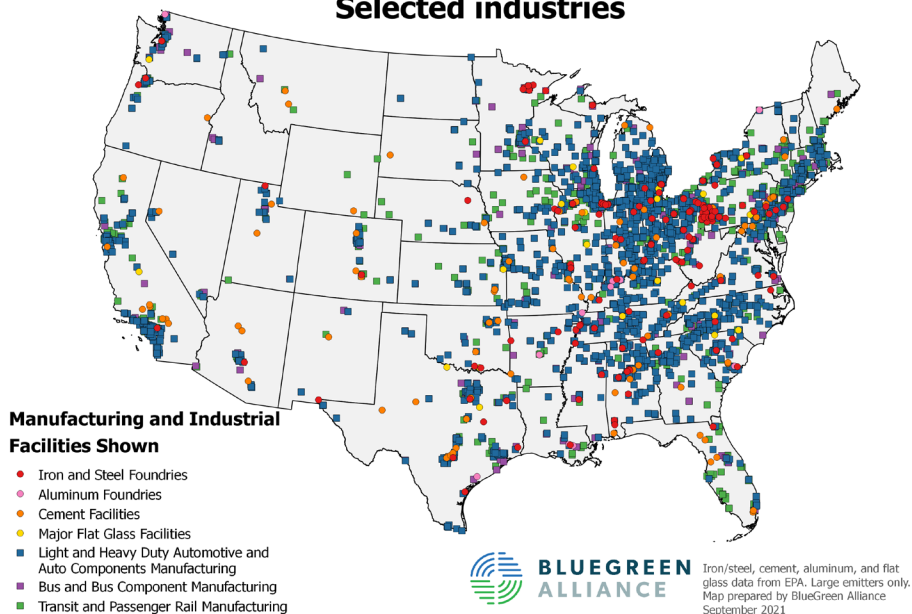 Selected industries
Manufacturing and Industrial
Facilities Shown
Iron and Steel Foundries
Aluminum Foundries
Cement Facilities
Major Flat Glass Facilities
Light and Heavy Duty Automotive and
Auto Components Manufacturing
Bus and Bus Component Manufacturing
Transit and Passenger Rail Manufacturing
BLUEGREEN
ALLIANCE
Iron/steel, cement, aluminum, and flat
glass data from EPA. Large emitters only.
Map prepared by BlueGreen Alliance
September 2021